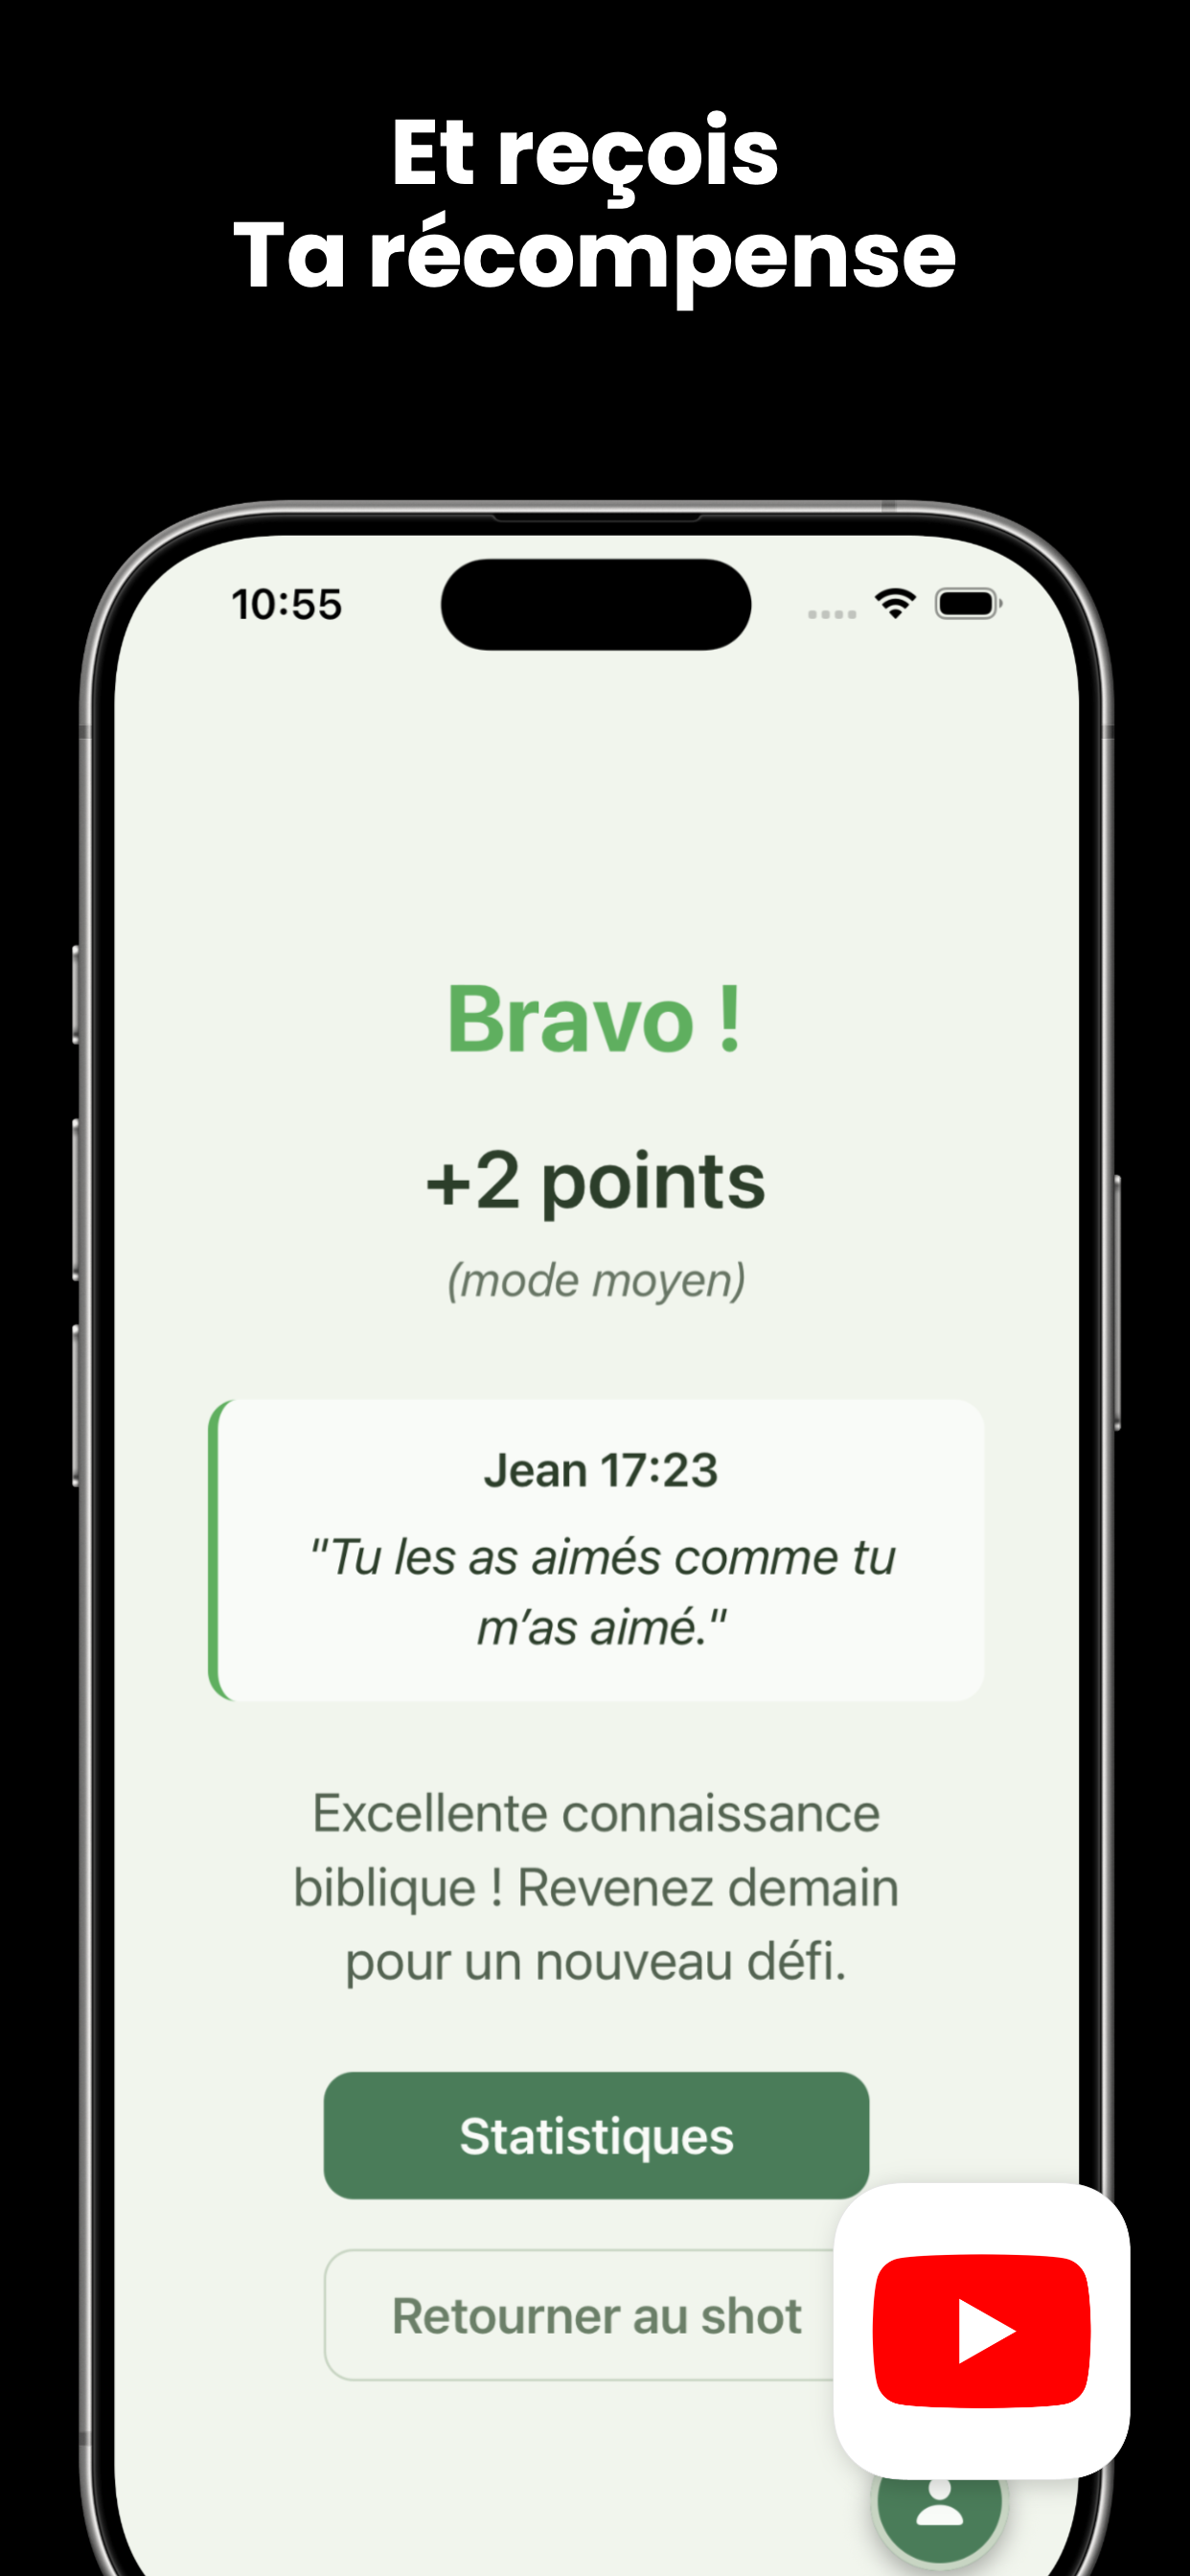 Et reçois
Ta récompense
10:55
Bravo !
+2 points
(mode moyen)
Jean 17:23
"Tu les as aimés comme tu
m’as aimé."
Excellente connaissance
biblique ! Revenez demain
pour un nouveau défi.
Statistiques
Retourner au shot